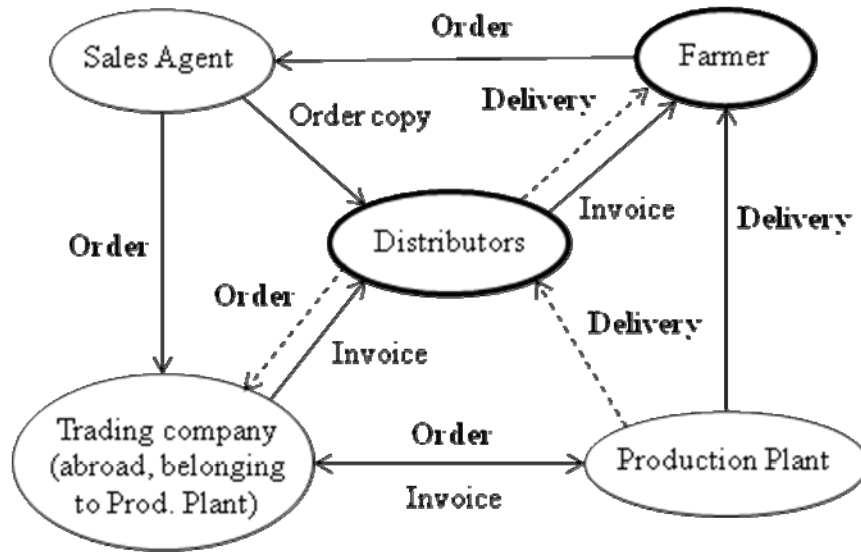 Order
Sales Agent
Farmer
Delivery
Order copy
Invoice
Delivery
Distributors
Order
Order
Delivery
Invoice
Trading company
(abroad, belonging
to Prod. Plant)
Order
Production Plant
Invoice